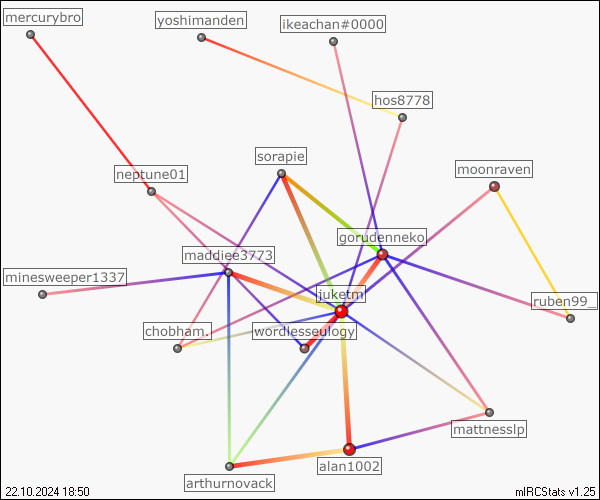 mercurybro
yoshimanden
ikeachan#0000
hos8778
sorapie
moonraven
neptune01
gorudenneko
maddiee3773
minesweeper1337
juketm
ruben99_
chobham.
wordlesseulogy
mattnesslp
alan1002
arthurnovack
22.10.2024 18:50
mIRCStats v1.25